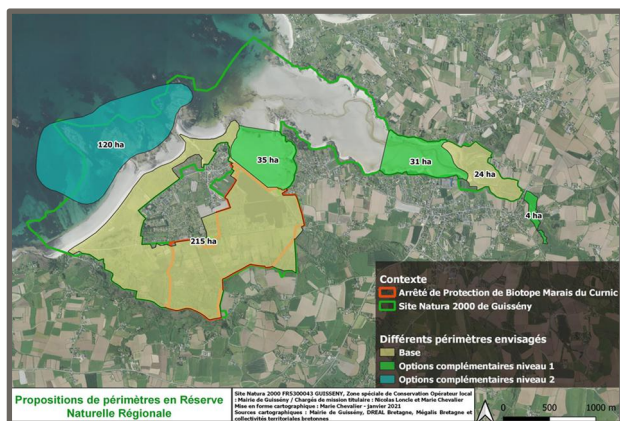 120 ha
35 ha
31 ha
24 ha
4 ha
215 ha
Contexte
Arrêté de Protection de Biotope Marais du Curnic
Site Natura 2000 de Guissény
Différents périmètres envisagés
Base
Options complémentaires niveau 1
Options complémentaires niveau 2
Propositions de périmètres en Réserve
Naturelle Régionale
Site Natura 2000 FR5300043 GUISSENY, Zone spéciale de Conservation Opérateur local
: Mairie de Guissény / Chargés de mission titulaires : Nicolas Loncle et Marie Chevalier
Mise en forme cartographique : Marie Chevalier - Janvier 2021
Sources cartographiques : Mairie de Guissény, DREAL Bretagne, Mégalis Bretagne et
collectivités territoriales bretonnes
0 500 1000 m